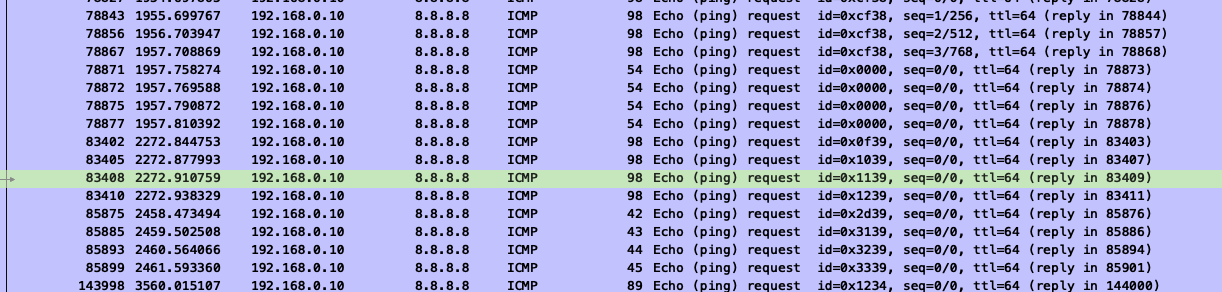 78843 1955.699767 192.168.0.10 8.8.8.8 ICMP 98 Echo (ping) request id=0xcf38, seq=1/256, ttl=64 (reply in 78844)
78856 1956.703947 192.168.0.10 8.8.8.8 ICMP 98 Echo (ping) request id=0xcf38, seq=2/512, ttl=64 (reply in 78857)
78867 1957.708869 192.168.0.10 8.8.8.8 ICMP 98 Echo (ping) request id=0xcf38, seq=3/768, ttl=64 (reply in 78868)
78871 1957.758274 192.168.0.10 8.8.8.8 ICMP 54 Echo (ping) request id=0x0000, seq=0/0, ttl=64 (reply in 78873)
78872 1957.769588 192.168.0.10 8.8.8.8 ICMP 54 Echo (ping) request id=0x0000, seq=0/0, ttl=64 (reply in 78874)
78875 1957.790872 192.168.0.10 8.8.8.8 ICMP 54 Echo (ping) request id=0x0000, seq=0/0, ttl=64 (reply in 78876)
78877 1957.810392 192.168.0.10 8.8.8.8 ICMP 54 Echo (ping) request id=0x0000, seq=0/0, ttl=64 (reply in 78878)
83402 2272.844753 192.168.0.10 8.8.8.8 ICMP 98 Echo (ping) request id=0x0f39, seq=0/0, ttl=64 (reply in 83403)
83405 2272.877993 192.168.0.10 8.8.8.8 ICMP 98 Echo (ping) request id=0x1039, seq=0/0, ttl=64 (reply in 83407)
83408 2272.910759 192.168.0.10 8.8.8.8 ICMP 98 Echo (ping) request id=0x1139, seq=0/0, ttl=64 (reply in 83409)
83410 2272.938329 192.168.0.10 8.8.8.8 ICMP 98 Echo (ping) request id=0x1239, seq=0/0, ttl=64 (reply in 83411)
85875 2458.473494 192.168.0.10 8.8.8.8 ICMP 42 Echo (ping) request id=0x2d39, seq=0/0, ttl=64 (reply in 85876)
85885 2459.502508 192.168.0.10 8.8.8.8 ICMP 43 Echo (ping) request id=0x3139, seq=0/0, ttl=64 (reply in 85886)
85893 2460.564066 192.168.0.10 8.8.8.8 ICMP 44 Echo (ping) request id=0x3239, seq=0/0, ttl=64 (reply in 85894)
85899 2461.593360 192.168.0.10 8.8.8.8 ICMP 45 Echo (ping) request id=0x3339, seq=0/0, ttl=64 (reply in 85901)
143998 3560.015107 192.168.0.10 8.8.8.8 ICMP 89 Echo (ping) request id=0x1234, seq=0/0, ttl=64 (reply in 144000)